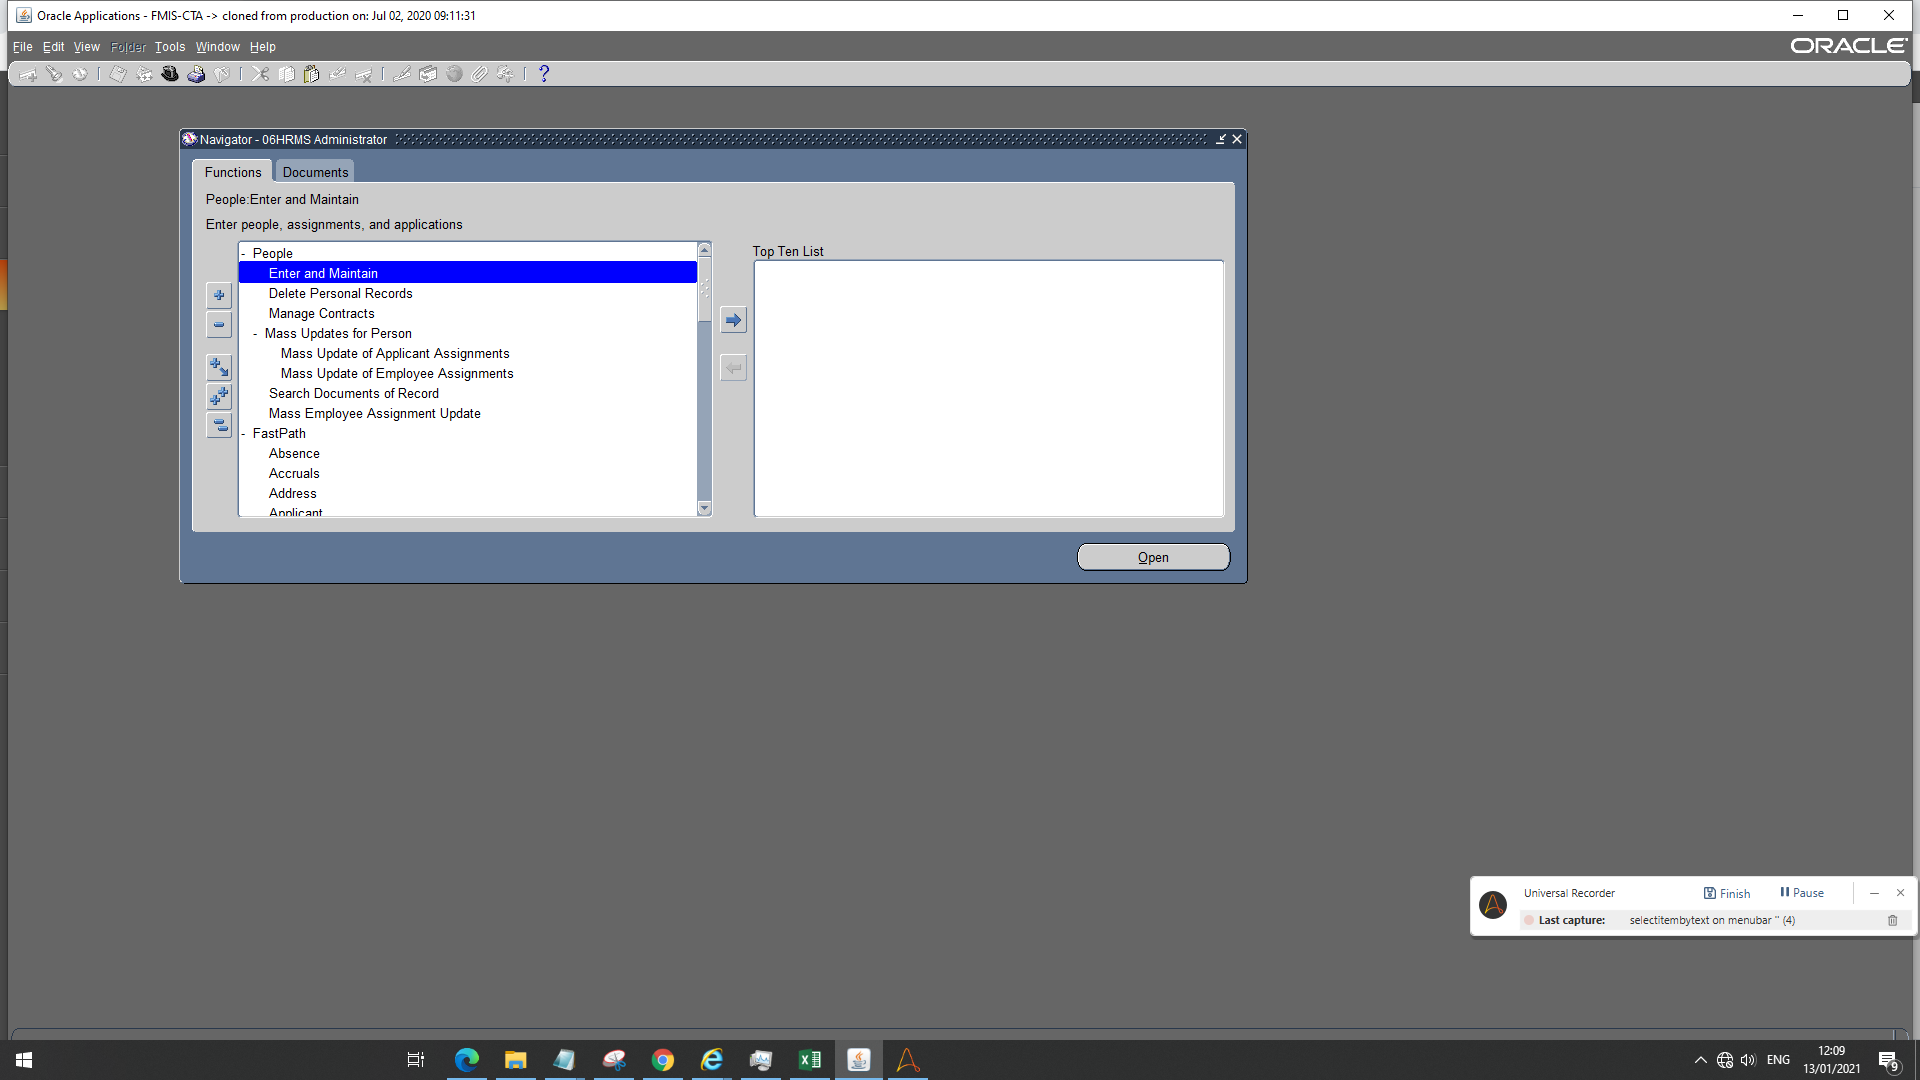 Oracle Applications - FMIS-CTA -> cloned from production on: Jul 02, 2020 09:11:31
File Edit View Folder Tools Window Help
ORACLE
Navigator - 06HRMS Administrator
Functions Documents
People:Enter and Maintain
Enter people, assignments, and applications
Top Ten List
- People
Enter and Maintain
Delete Personal Records
Manage Contracts
- Mass Updates for Person
Mass Update of Applicant Assignments
Mass Update of Employee Assignments
Search Documents of Record
Mass Employee Assignment Update
- FastPath
Absence
Accruals
Address
Applicant
Open
Universal Recorder Finish Pause
Last capture: selectitembytext on menubar '' (4)
ENG
12:09
13/01/2021
9